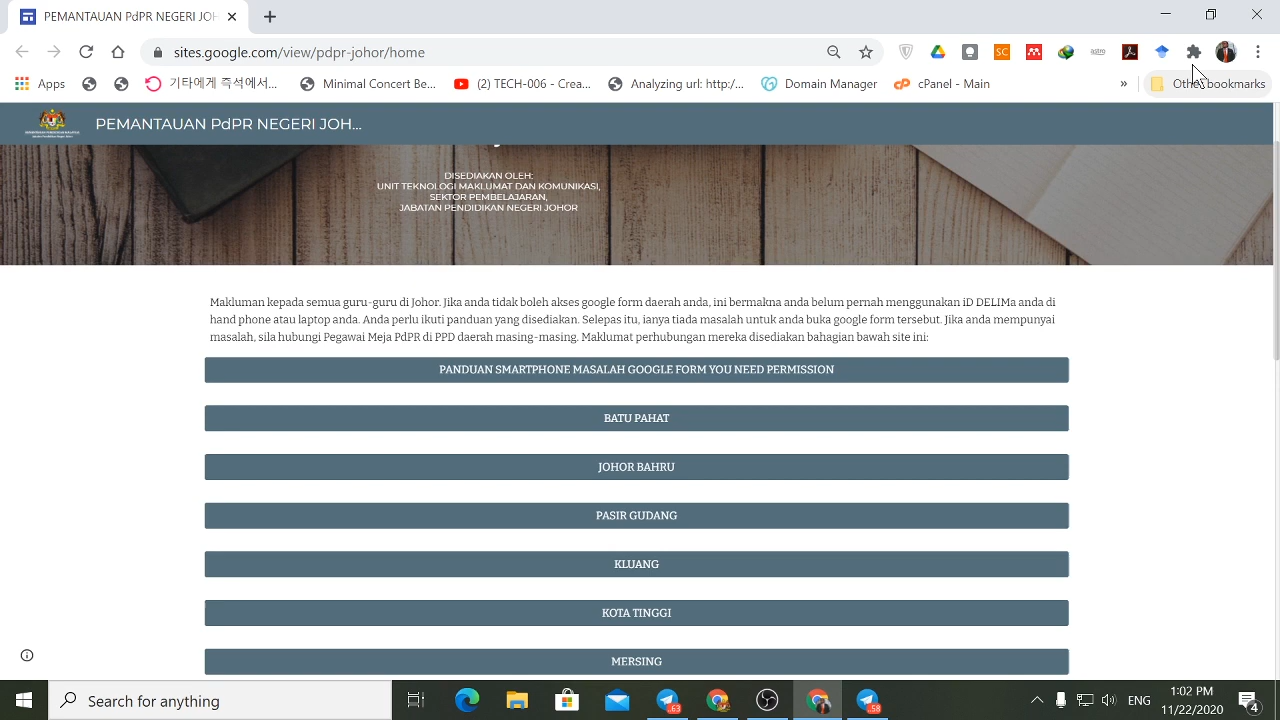 PEMANTAUAN PdPR NEGERI JOH
sites.google.com/view/pdpr-johor/home
SC
astro
Apps
기타에게 즉석에서...
Minimal Concert Be...
(2) TECH-006 - Crea...
Analyzing url: http:/...
Domain Manager
cPanel - Main
»
Other bookmarks
PEMANTAUAN PdPR NEGERI JOH...
DISEDIAKAN OLEH:
UNIT TEKNOLOGI MAKLUMAT DAN KOMUNIKASI,
SEKTOR PEMBELAJARAN,
JABATAN PENDIDIKAN NEGERI JOHOR
Makluman kepada semua guru-guru di Johor. Jika anda tidak boleh akses google form daerah anda, ini bermakna anda belum pernah menggunakan iD DELIMa anda di
hand phone atau laptop anda. Anda perlu ikuti panduan yang disediakan. Selepas itu, ianya tiada masalah untuk anda buka google form tersebut. Jika anda mempunyai
masalah, sila hubungi Pegawai Meja PdPR di PPD daerah masing-masing. Maklumat perhubungan mereka disediakan bahagian bawah site ini:
PANDUAN SMARTPHONE MASALAH GOOGLE FORM YOU NEED PERMISSION
BATU PAHAT
JOHOR BAHRU
PASIR GUDANG
KLUANG
KOTA TINGGI
MERSING
Search for anything
..63
..58
ENG
1:02 PM
11/22/2020
4